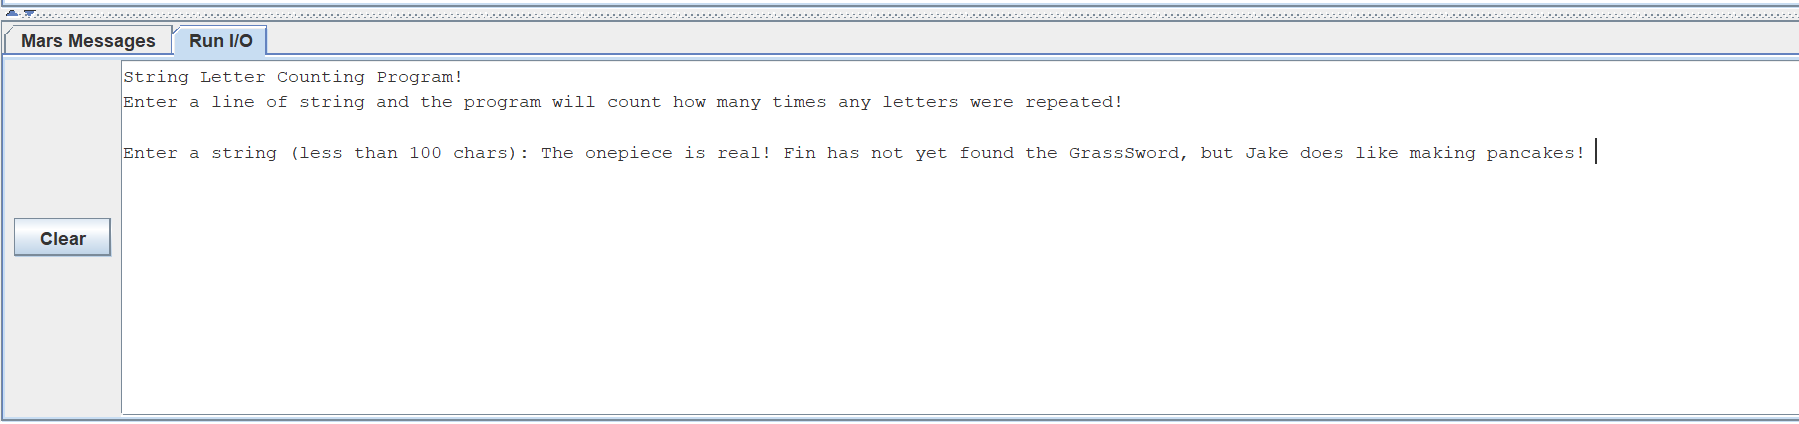 Mars Messages Run I/O
String Letter Counting Program!
Enter a line of string and the program will count how many times any letters were repeated!
Enter a string (less than 100 chars): The onepiece is real! Fin has not yet found the GrassSword, but Jake does like making pancakes!
Clear